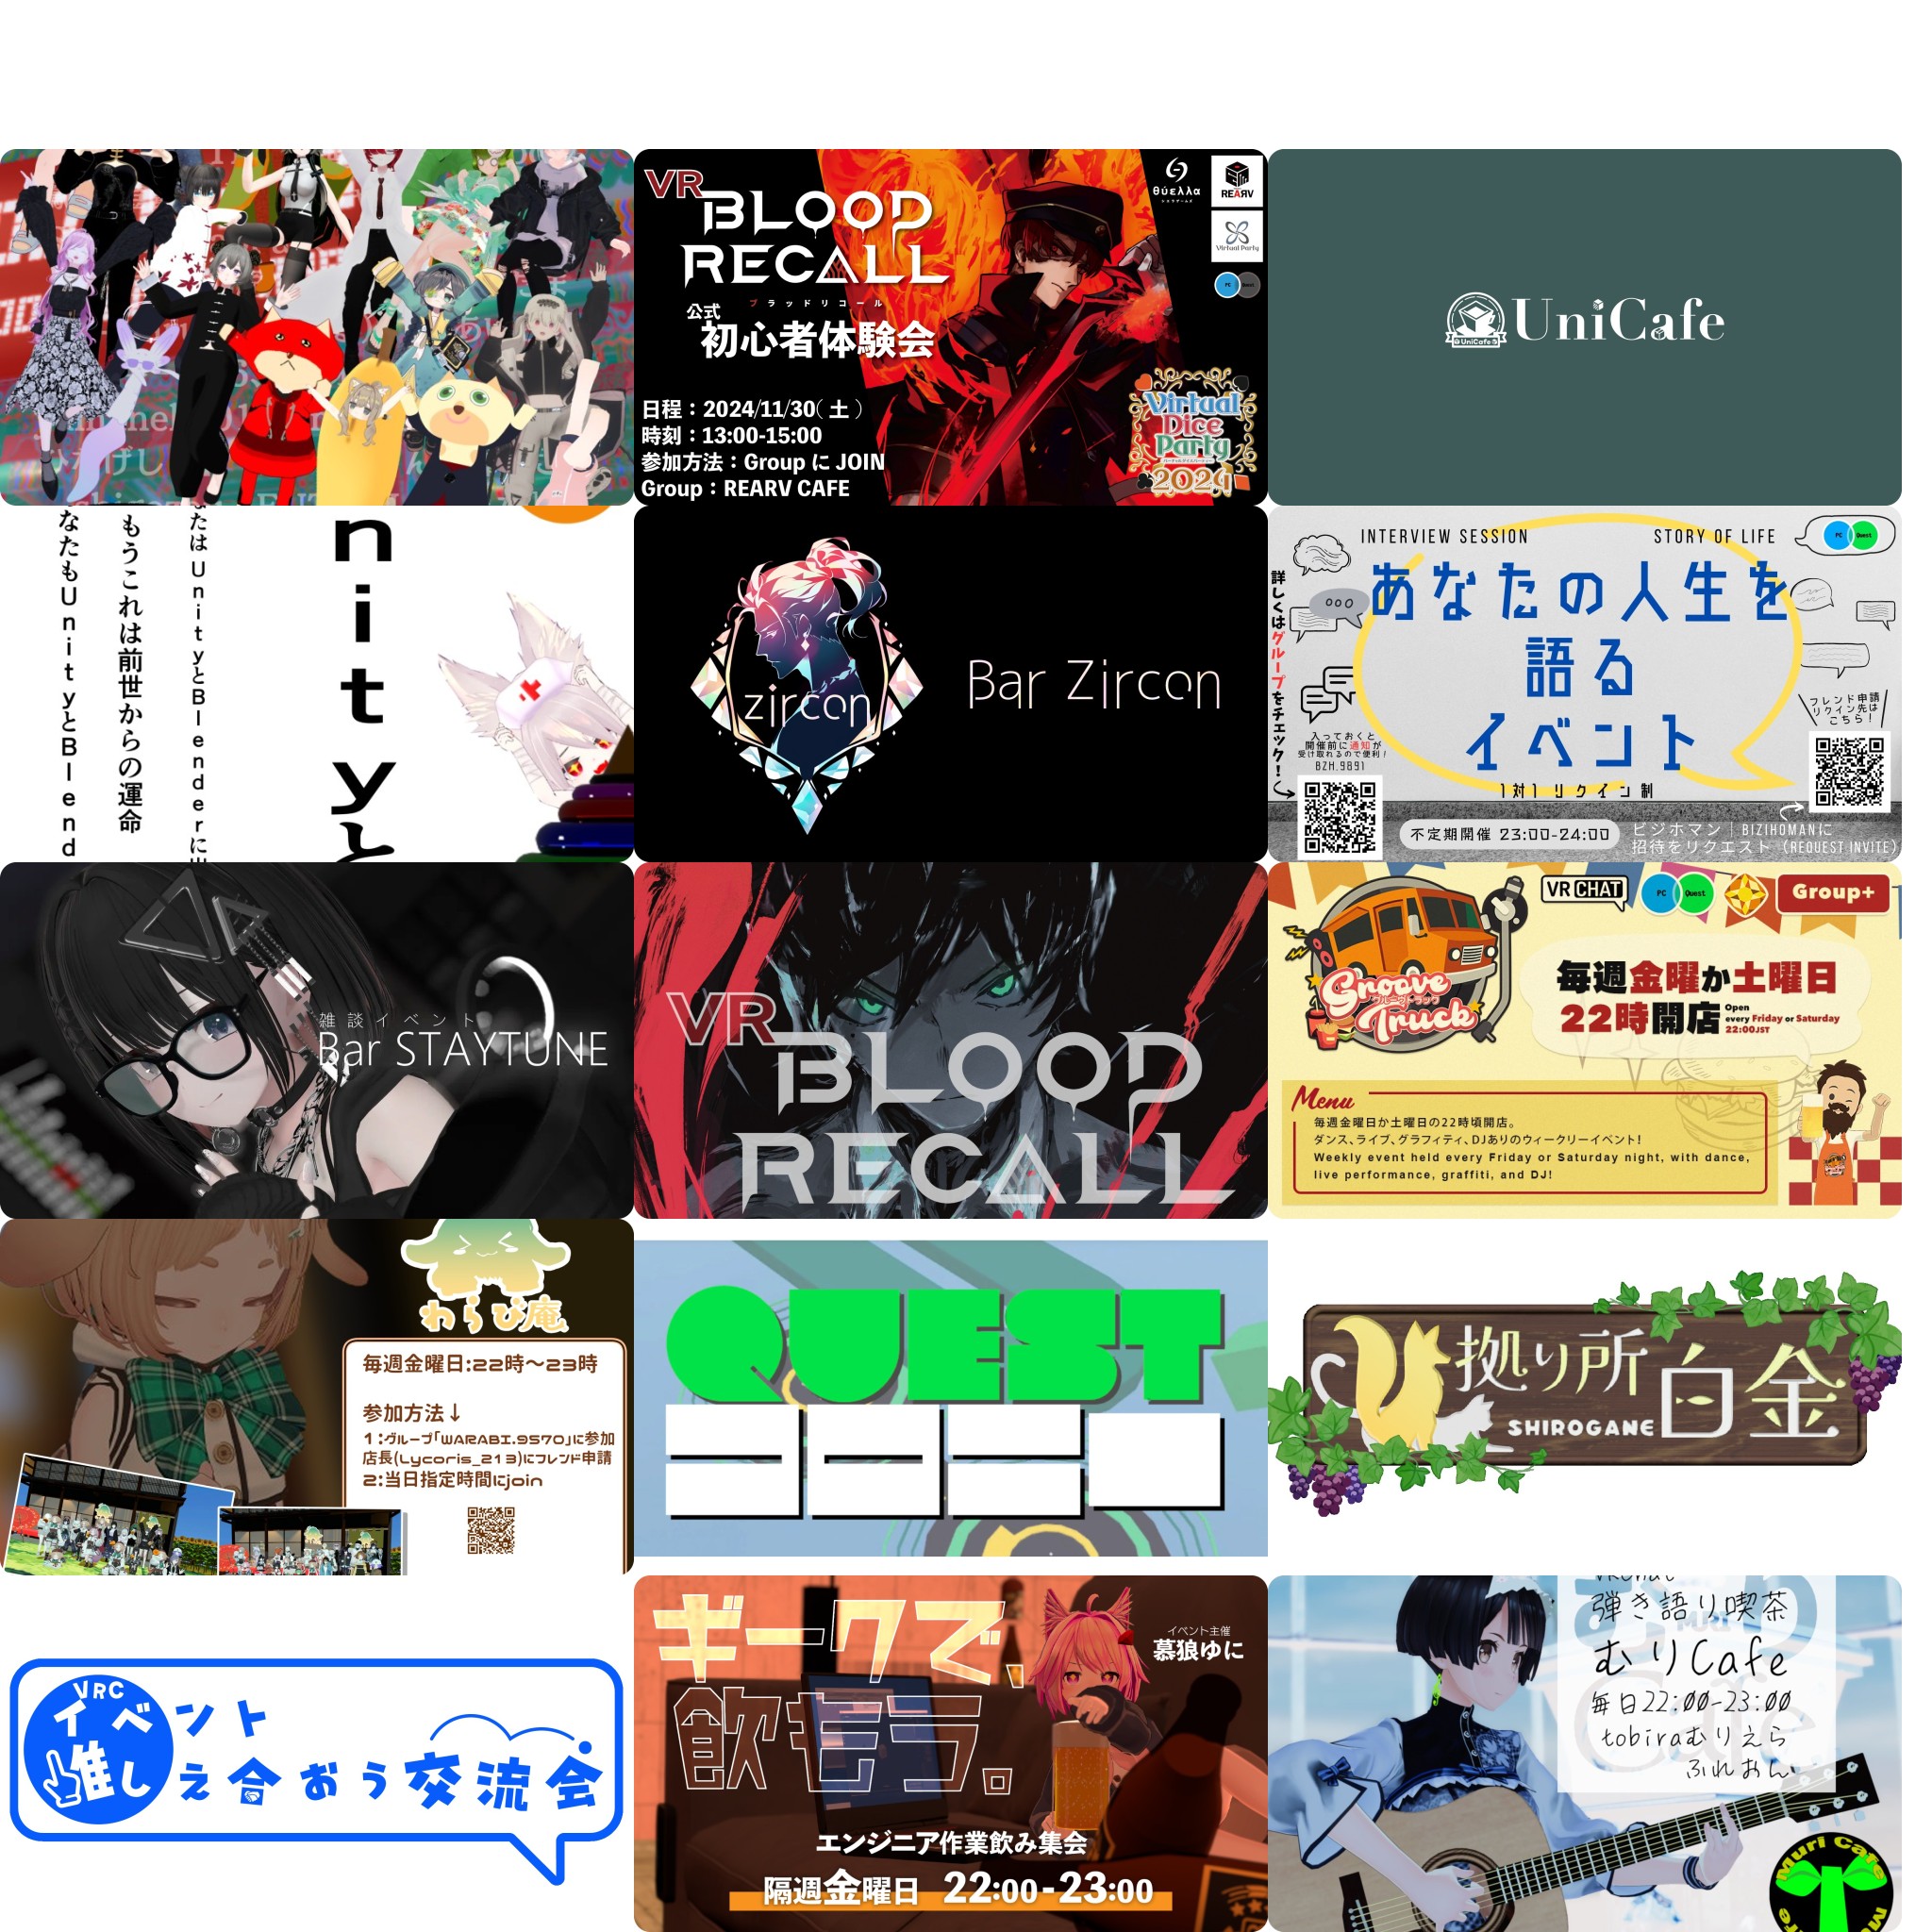 VR
BLOOD
RECALL
ブラッドリコール
公式
初心者体験会
日程：2024/11/30(土)
時刻：13:00-15:00
参加方法：Group に JOIN
Group：REARV CAFE
θύελλα
REARV
Virtual Party
PC
Quest
Virtual
Dice
Party
2024
UniCafe
UniCafe
nityと
たは UnityとBlenderに
もうこれは前世からの運命
なたもUnityとBlend
zircon
Bar Zircon
INTERVIEW SESSION
STORY OF LIFE
PC
Quest
あなたの人生を
語る
イベント
1対1 リクイン制
詳しくはグループをチェック!
入っておくと
開催前に通知が
受け取れるので便利!
BZH.9891
フレンド申請
リクイン先は
こちら!
不定期開催 23:00-24:00
ビジホマン｜BIZIHOMANに
招待をリクエスト (REQUEST INVITE)
雑談イベント
Bar STAYTUNE
VR
BLOOD
RECALL
Groove
グルーヴトラック
Truck
VRCHAT
PC
Quest
Group+
毎週金曜か土曜日
22時開店
Open
every Friday or Saturday
22:00JST
Menu
毎週金曜日か土曜日の22時頃開店。
ダンス、ライブ、グラフィティ、DJありのウィークリーイベント!
Weekly event held every Friday or Saturday night, with dance,
live performance, graffiti, and DJ!
わらび庵
毎週金曜日:22時〜23時
参加方法↓
1:グループ「WARABI.9570」に参加
店長(Lycoris_213)にフレンド申請
2:当日指定時間にjoin
QUEST
拠り所
白金
SHIROGANE
VRC
イベント
推し え合おう交流会
ギークで、
飲もう。
イベント主催
慕狼ゆに
エンジニア作業飲み集会
隔週金曜日 22:00-23:00
VRChat
弾き語り喫茶
むりCafe
毎日22:00-23:00
tobiraむりえら
ふれおん
Muri Cafe